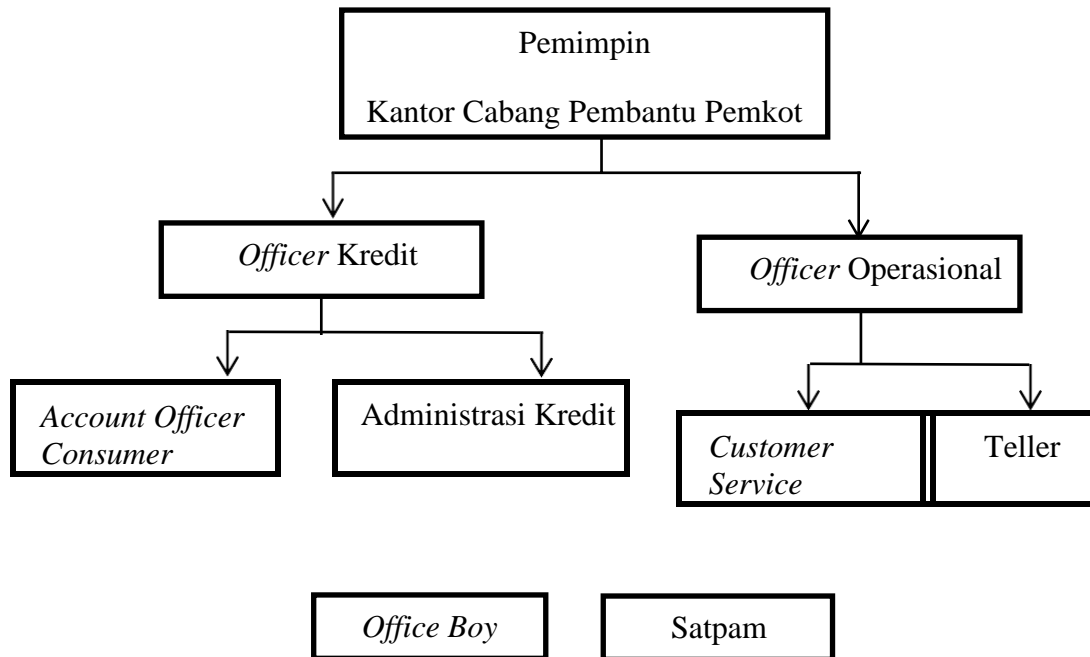 Pemimpin
Kantor Cabang Pembantu Pemkot
Officer Kredit
Officer Operasional
Account Officer
Consumer
Administrasi Kredit
Customer
Service
Teller
Office Boy
Satpam